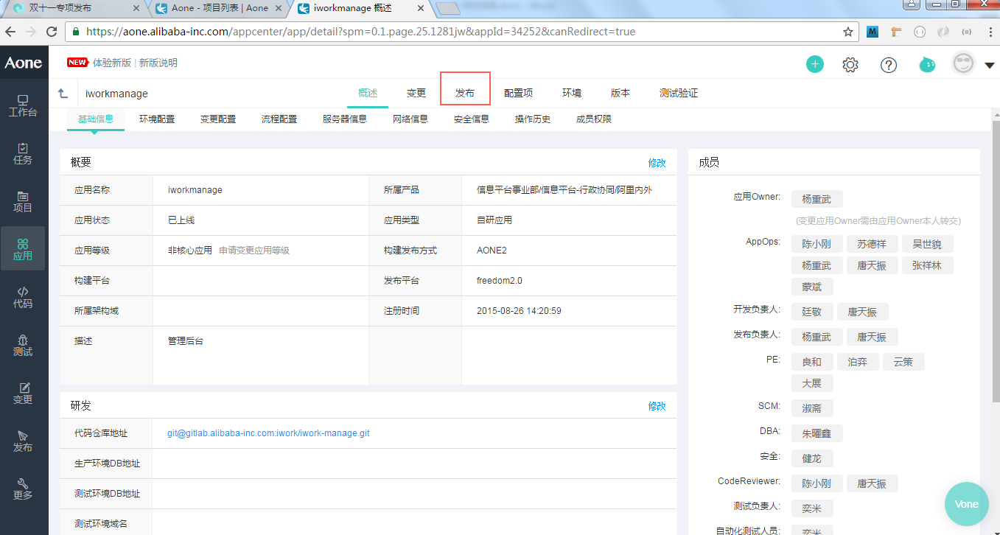 双十一专项发布
Aone - 项目列表 | Aone
iworkmanage 概述
https://aone.alibaba-inc.com/appcenter/app/detail?spm=0.1.page.25.1281jw&appId=34252&canRedirect=true
M
Aone
NEW 体验新版 | 新版说明
iworkmanage 概述 变更 发布 配置项 环境 版本 测试验证
基础信息 环境配置 变更配置 流程配置 服务器信息 网络信息 安全信息 操作历史 成员权限
工作台
任务
项目
应用
代码
测试
变更
发布
更多
概要 修改
应用名称 iworkmanage 所属产品 信息平台事业部/信息平台-行政协同/阿里内外
应用状态 已上线 应用类型 自研应用
应用等级 非核心应用 申请变更应用等级 构建发布方式 AONE2
构建平台 发布平台 freedom2.0
所属架构域 注册时间 2015-08-26 14:20:59
描述 管理后台
研发 修改
代码仓库地址 git@gitlab.alibaba-inc.com:iwork/iwork-manage.git
生产环境DB地址
测试环境DB地址
测试环境域名
成员
应用Owner: 杨重武
(变更应用Owner需由应用Owner本人转交)
AppOps: 陈小刚 苏德祥 吴世貌
杨重武 唐天振 张祥林
蒙斌
开发负责人: 廷敬 唐天振
发布负责人: 杨重武 唐天振
PE: 良和 泊弈 云策
大展
SCM: 淑斋
DBA: 朱曜鑫
安全: 健龙
CodeReviewer: 陈小刚 唐天振
测试负责人: 奕米
自动化测试人员: 奕米
Vone